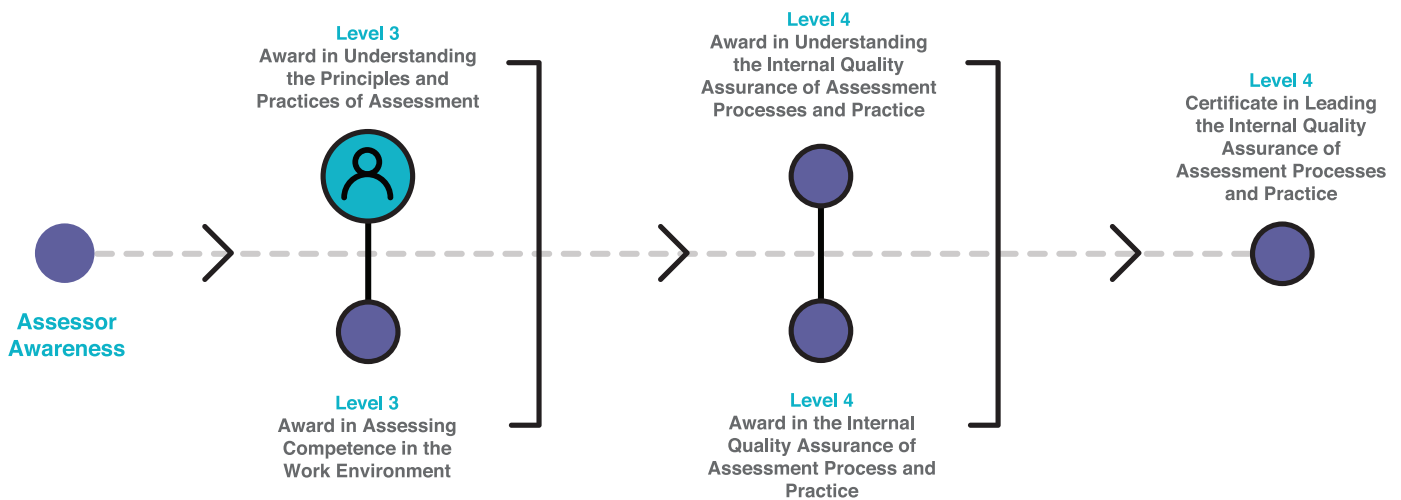 Assessor
Awareness
Level 3
Award in Understanding
the Principles and
Practices of Assessment
Level 3
Award in Assessing
Competence in the
Work Environment
Level 4
Award in Understanding
the Internal Quality
Assurance of Assessment
Processes and Practice
Level 4
Award in the Internal
Quality Assurance of
Assessment Process and
Practice
Level 4
Certificate in Leading
the Internal Quality
Assurance of
Assessment Processes
and Practice